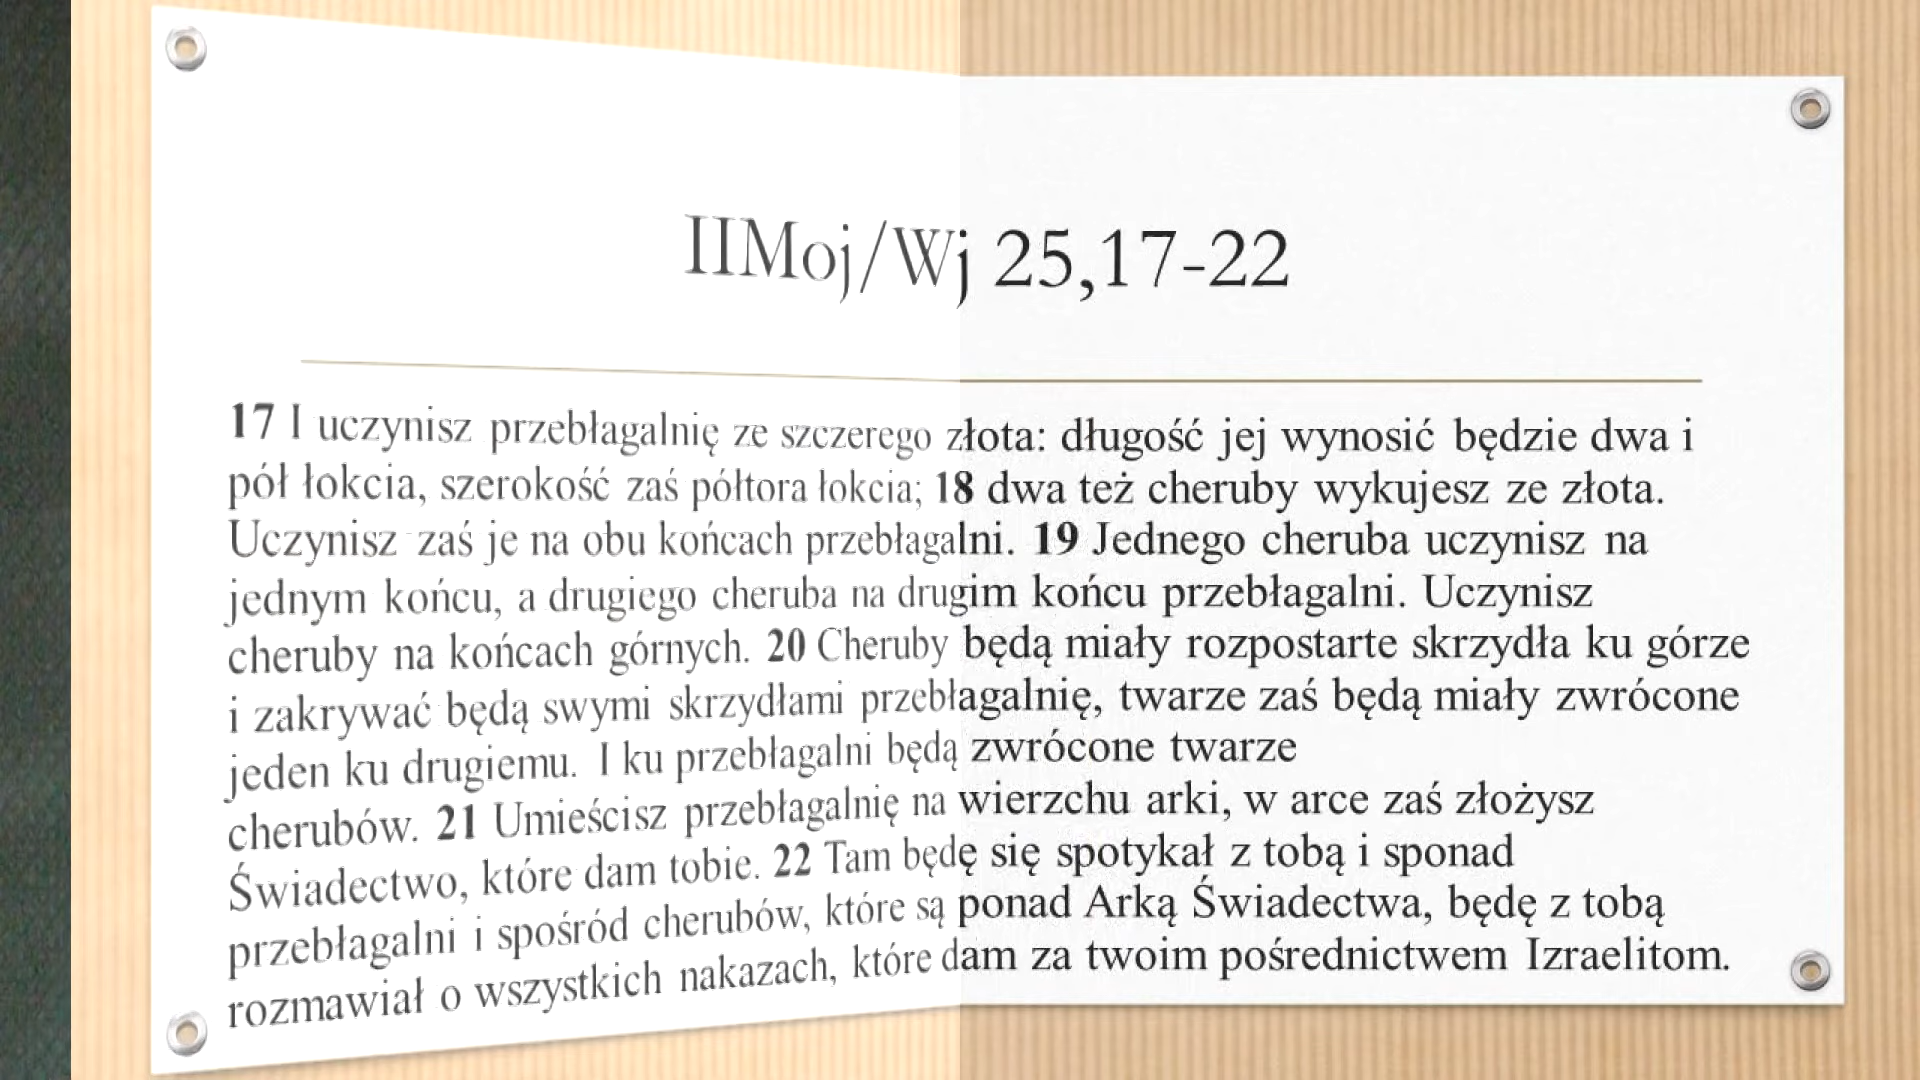 IIMoj/Wj 25,17-22
17 I uczynisz przebłagalnię ze szczerego złota: długość jej wynosić będzie dwa i
pół łokcia, szerokość zaś półtora łokcia; 18 dwa też cheruby wykujesz ze złota.
Uczynisz zaś je na obu końcach przebłagalni. 19 Jednego cheruba uczynisz na
jednym końcu, a drugiego cheruba na drugim końcu przebłagalni. Uczynisz
cheruby na końcach górnych. 20 Cheruby będą miały rozpostarte skrzydła ku górze
i zakrywać będą swymi skrzydłami przebłagalnię, twarze zaś będą miały zwrócone
jeden ku drugiemu. I ku przebłagalni będą zwrócone twarze
cherubów. 21 Umieścisz przebłagalnię na wierzchu arki, w arce zaś złożysz
Świadectwo, które dam tobie. 22 Tam będę się spotykał z tobą i sponad
przebłagalni i spośród cherubów, które są ponad Arką Świadectwa, będę z tobą
rozmawiał o wszystkich nakazach, które dam za twoim pośrednictwem Izraelitom.